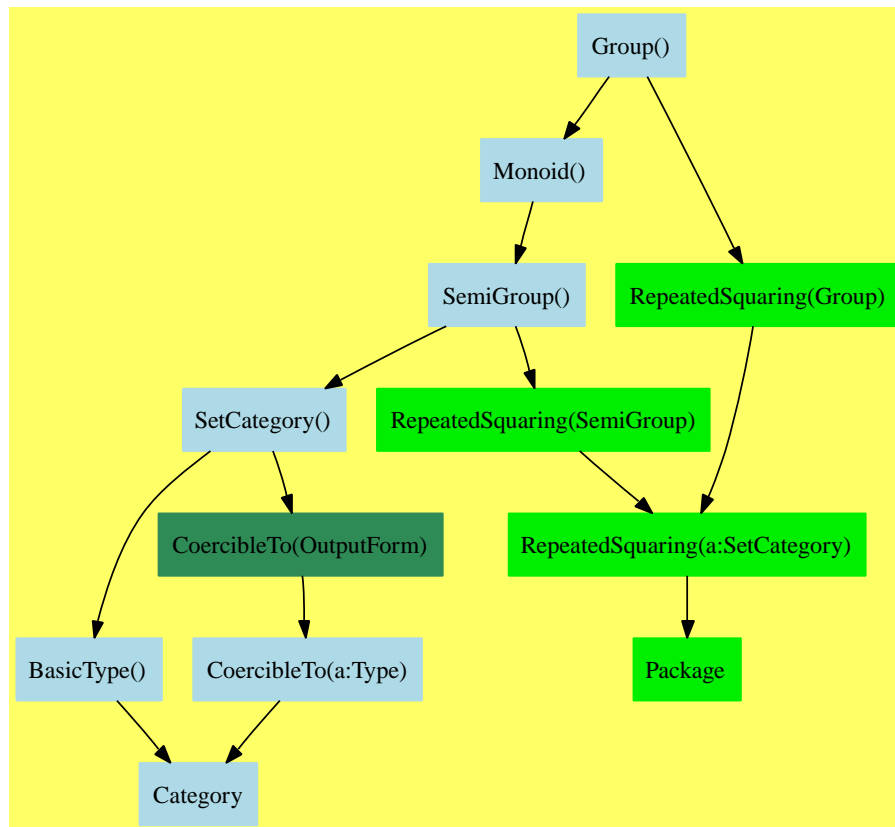 Group()
Monoid()
SemiGroup()
RepeatedSquaring(Group)
SetCategory()
RepeatedSquaring(SemiGroup)
CoercibleTo(OutputForm)
RepeatedSquaring(a:SetCategory)
BasicType()
CoercibleTo(a:Type)
Package
Category